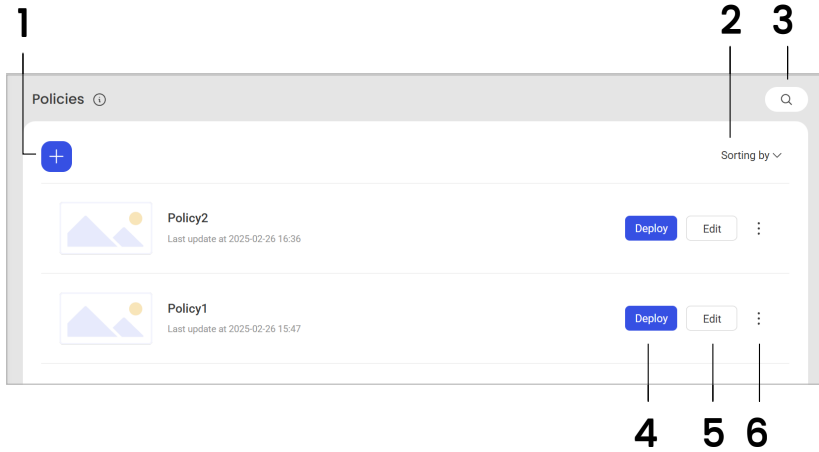 1
2
3
Policies
Sorting by
Policy2
Last update at 2025-02-26 16:36
Deploy
Edit
Policy1
Last update at 2025-02-26 15:47
Deploy
Edit
4
5
6